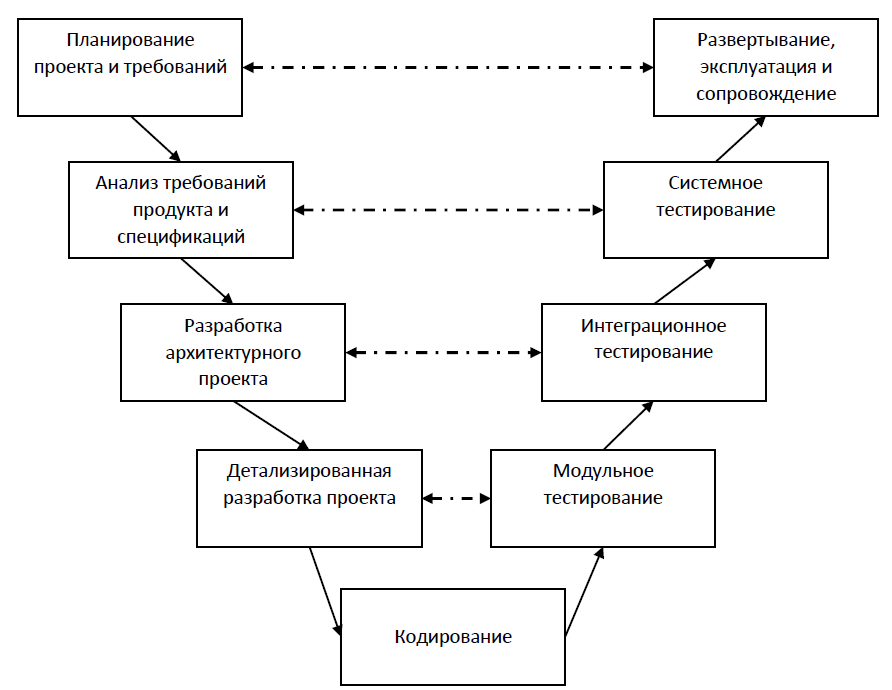 Планирование
проекта и требований
Развертывание,
эксплуатация и
сопровождение
Анализ требований
продукта и
спецификаций
Системное
тестирование
Разработка
архитектурного
проекта
Интеграционное
тестирование
Детализированная
разработка проекта
Модульное
тестирование
Кодирование